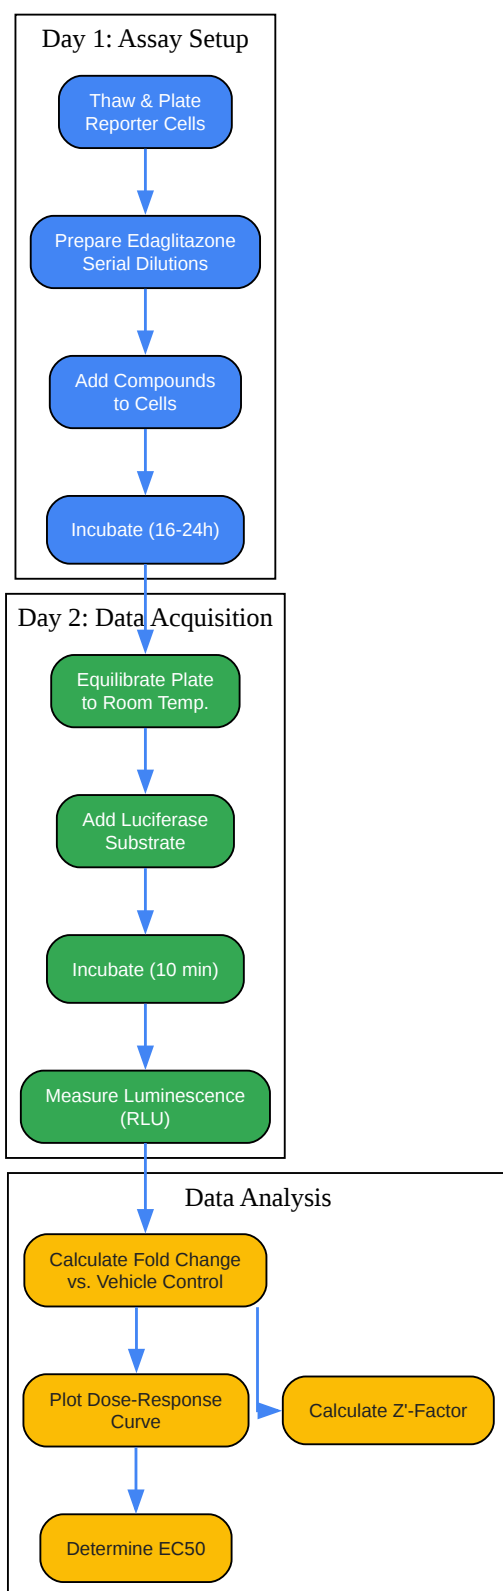 Day 1: Assay Setup
Thaw & Plate
Reporter Cells
Prepare Edaglitazone
Serial Dilutions
Add Compounds
to Cells
Incubate (16-24h)
Day 2: Data Acquisition
Equilibrate Plate
to Room Temp.
Add Luciferase
Substrate
Incubate (10 min)
Measure Luminescence
(RLU)
Data Analysis
Calculate Fold Change
vs. Vehicle Control
Plot Dose-Response
Curve
Calculate Z'-Factor
Determine EC50